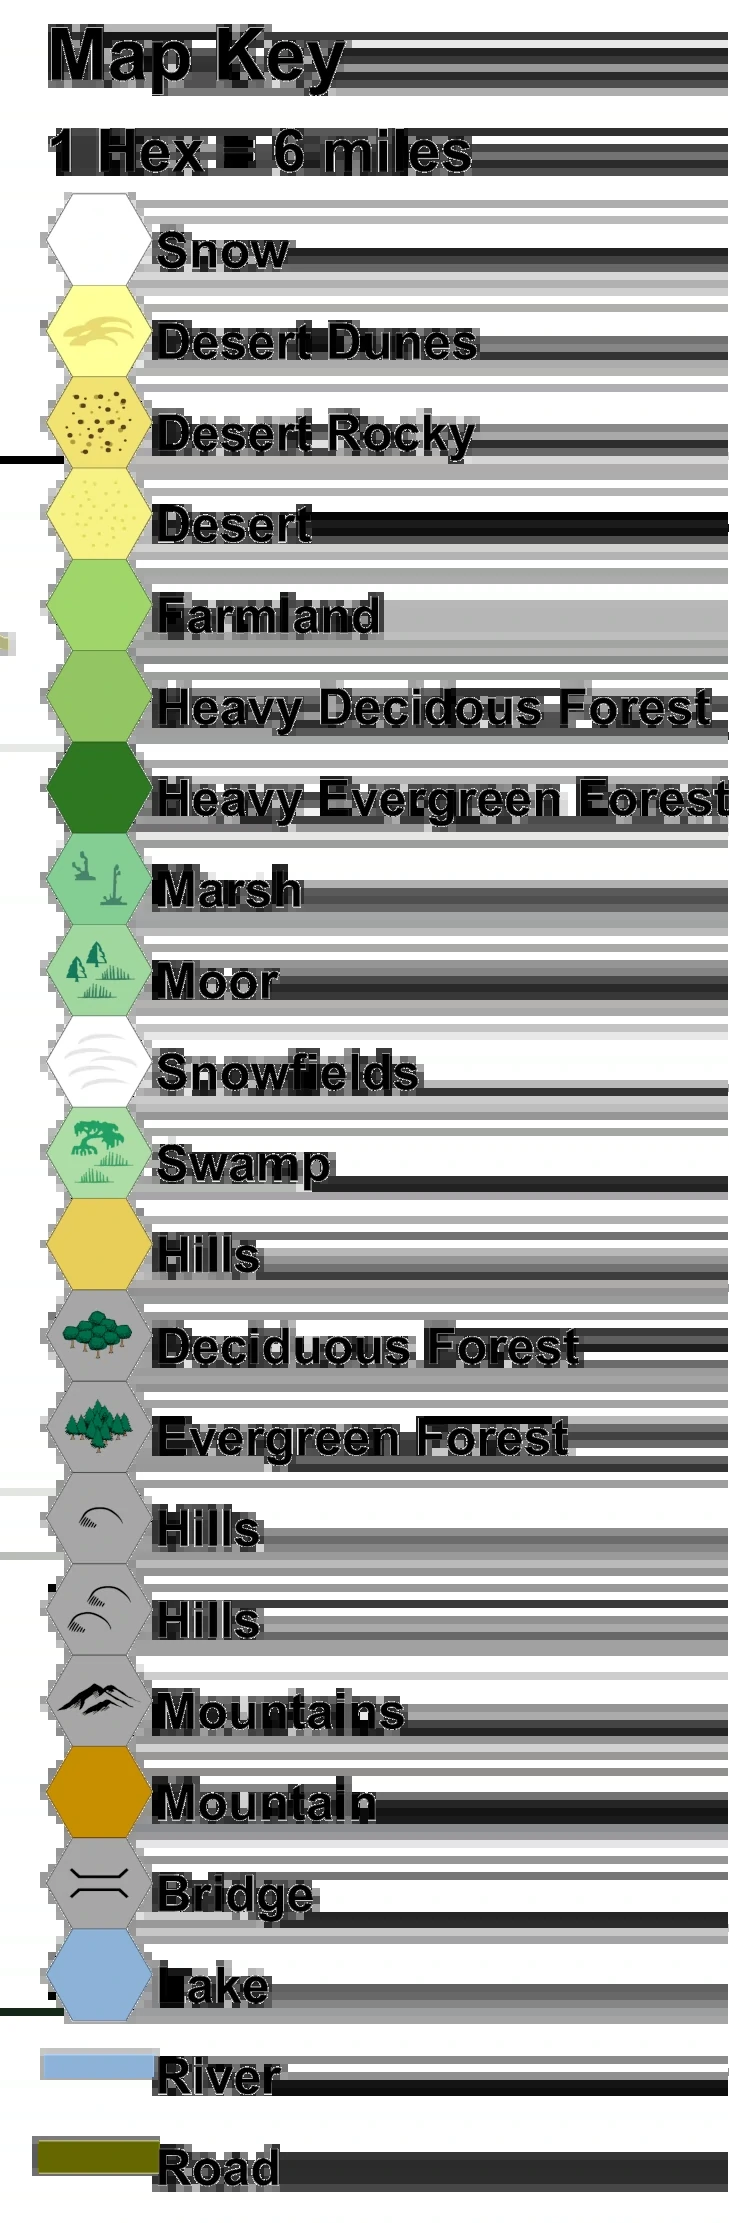 Map Key
1 Hex = 6 miles
Snow
Desert Dunes
Desert Rocky
Desert
Farmland
Heavy Decidous Forest
Heavy Evergreen Forest
Marsh
Moor
Snowfields
Swamp
Hills
Deciduous Forest
Evergreen Forest
Hills
Hills
Mountains
Mountain
Bridge
Lake
River
Road